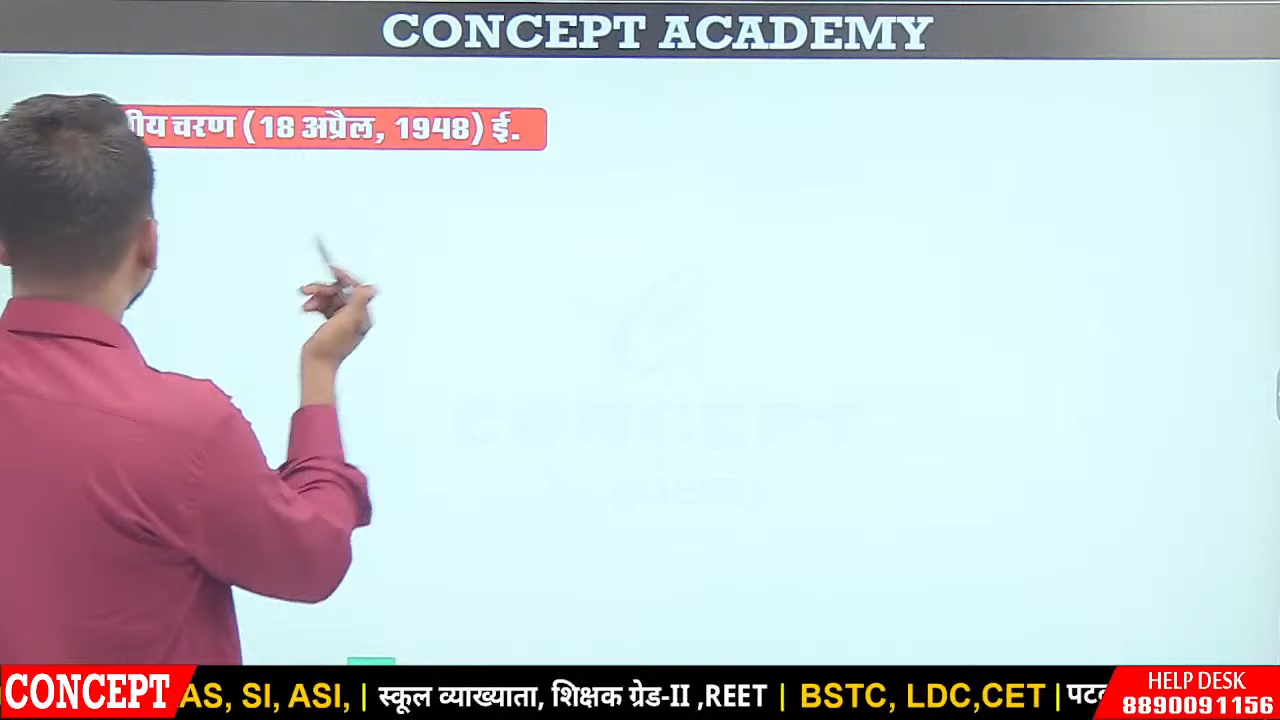 CONCEPT ACADEMY
चरण (18 अप्रैल, 1948) ई.
CONCEPT
CONCEPT
AS, SI, ASI, | स्कूल व्याख्याता, शिक्षक ग्रेड-II ,REET | BSTC, LDC,CET |
HELP DESK
8890091156